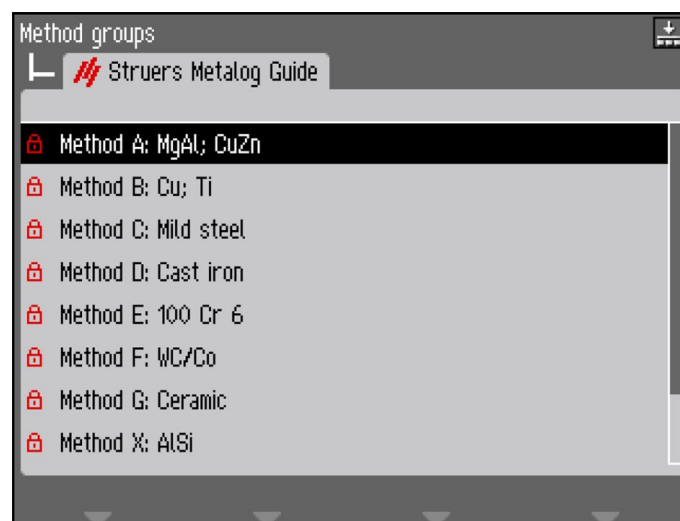 Method groups
Struers Metalog Guide
Method A: MgAl; CuZn
Method B: Cu; Ti
Method C: Mild steel
Method D: Cast iron
Method E: 100 Cr 6
Method F: WC/Co
Method G: Ceramic
Method X: AlSi